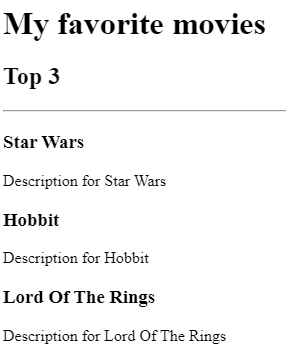 My favorite movies
Top 3
Star Wars
Description for Star Wars
Hobbit
Description for Hobbit
Lord Of The Rings
Description for Lord Of The Rings